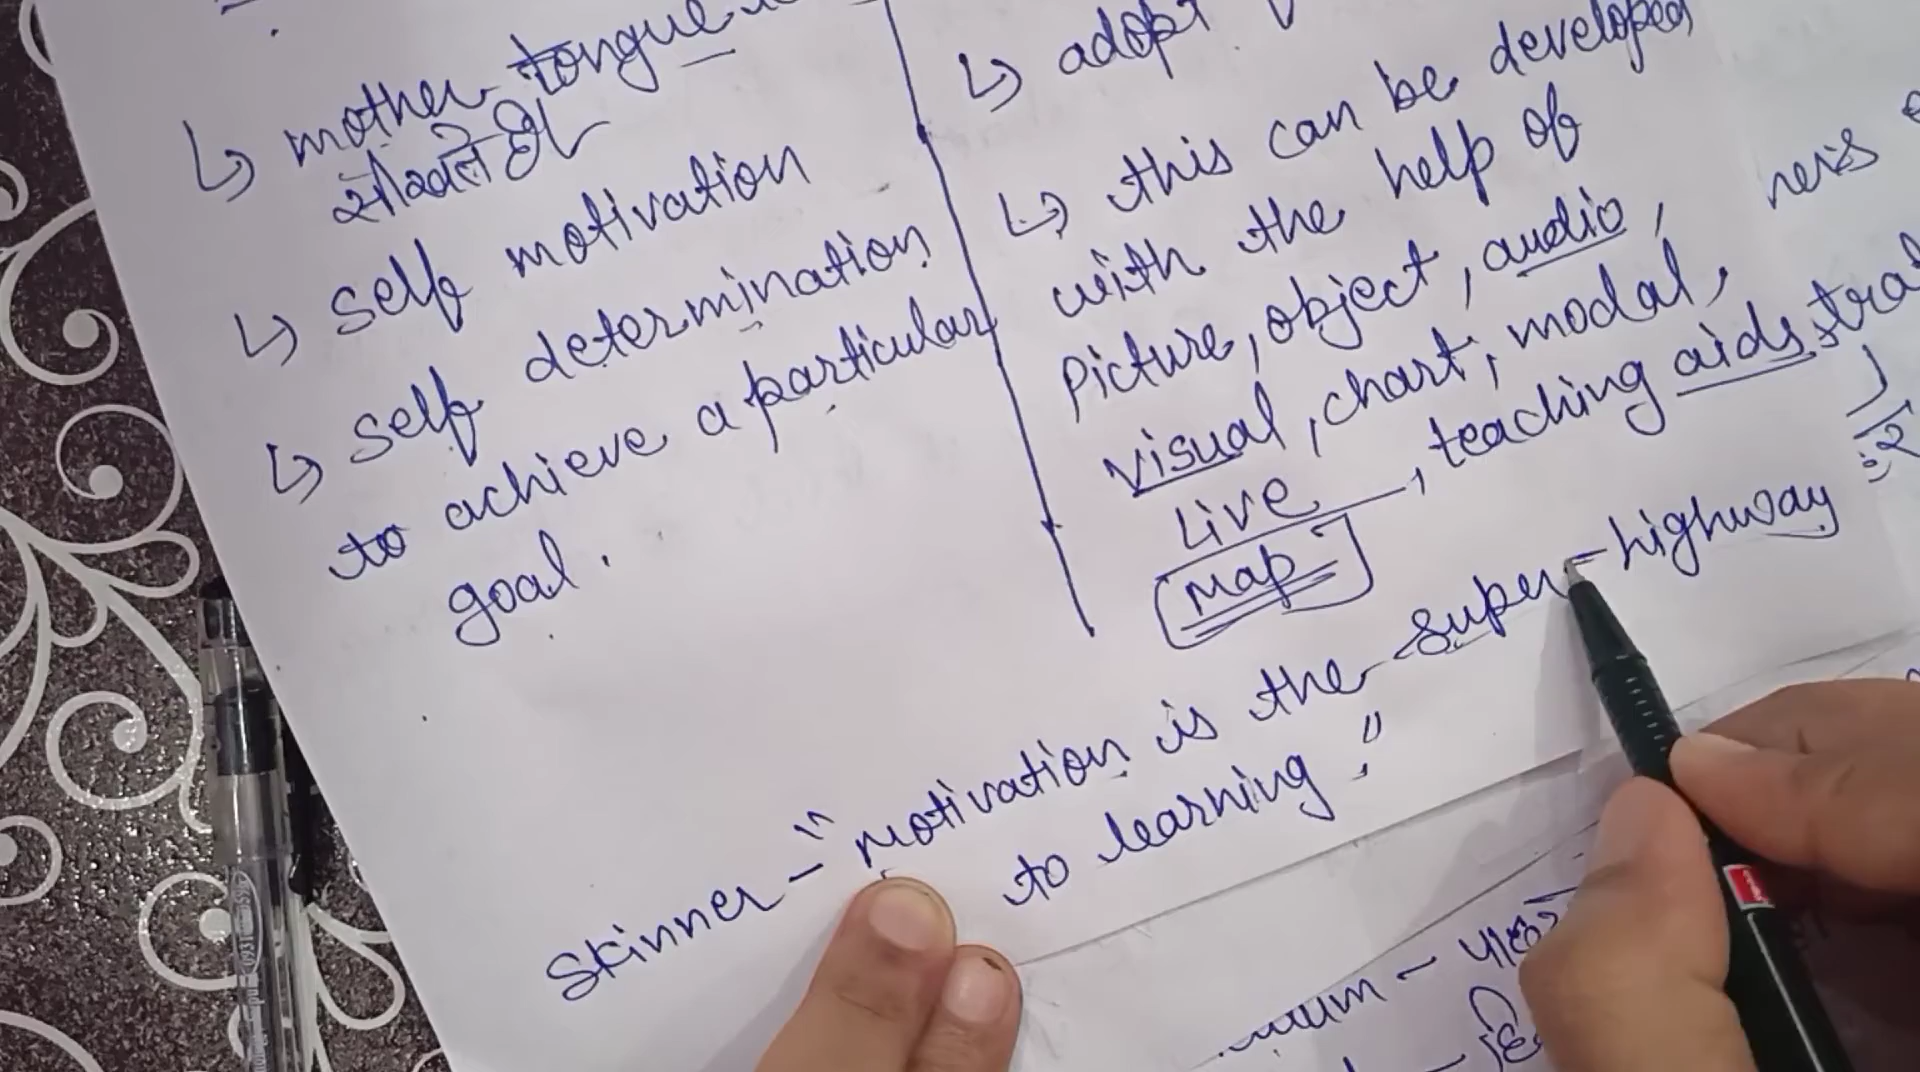 mother tongue
सीखते हैं
↳ self motivation
↳ self determination
to achieve a particular
goal.
↳ adopt
↳ this can be developed
with the help of
picture, object, audio,
visual, chart, modal,
Live, teaching aids,
Map
Skinner - "Motivation is the super-highway
to learning."